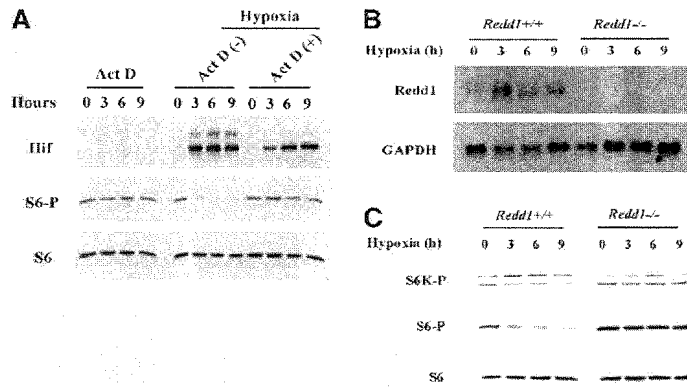 A
Hypoxia
Act D
Act D (-)
Act D (+)
Hours 0 3 6 9 0 3 6 9 0 3 6 9
Hif
S6-P
S6
B
Redd1+/+ Redd1-/-
Hypoxia (h) 0 3 6 9 0 3 6 9
Redd1
GAPDH
C
Redd1+/+ Redd1-/-
Hypoxia (h) 0 3 6 9 0 3 6 9
S6K-P
S6-P
S6